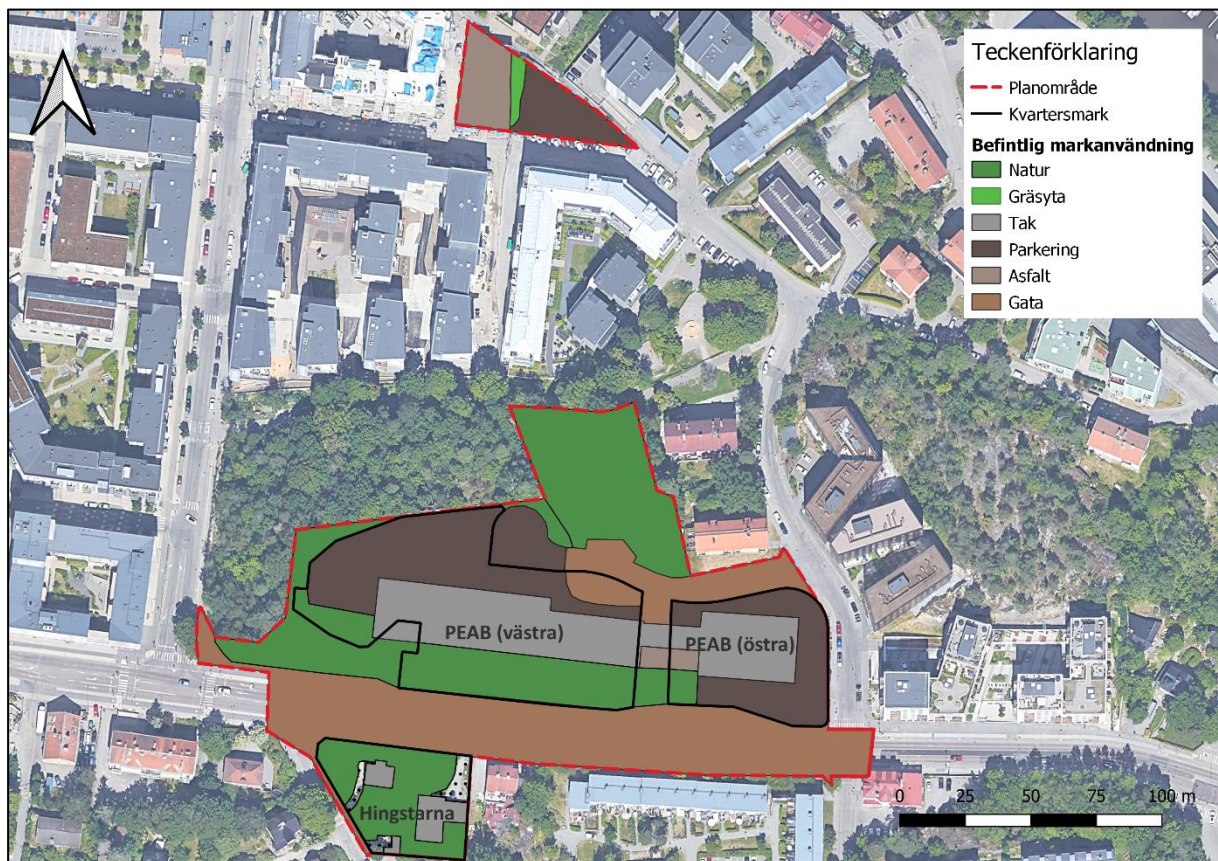 Teckenförklaring
Planområde
Kvartersmark
Befintlig markanvändning
Natur
Gräsyta
Tak
Parkering
Asfalt
Gata
PEAB (västra)
PEAB (östra)
Hingstarna
0 25 50 75 100 m